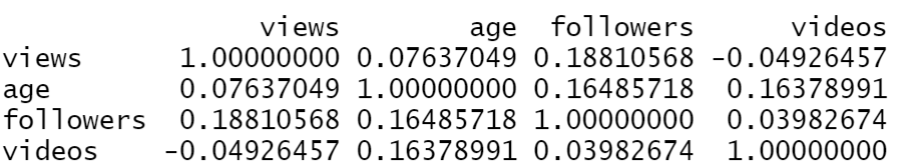 views age followers videos
views 1.00000000 0.07637049 0.18810568 -0.04926457
age 0.07637049 1.00000000 0.16485718 0.16378991
followers 0.18810568 0.16485718 1.00000000 0.03982674
videos -0.04926457 0.16378991 0.03982674 1.00000000